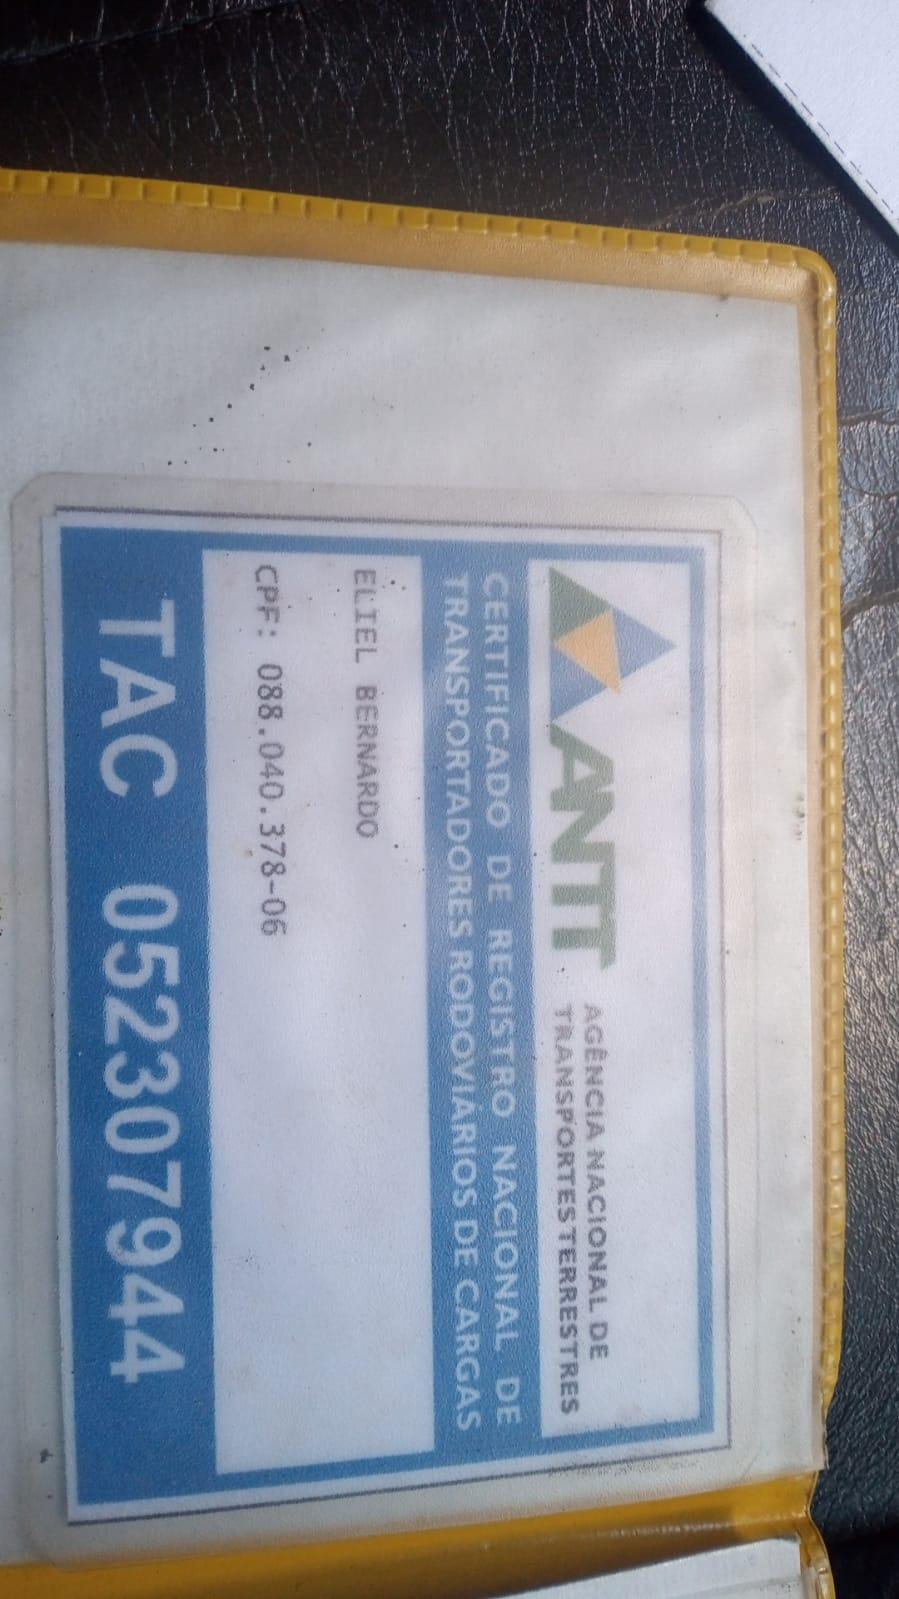 ANTT
AGÊNCIA NACIONAL DE
TRANSPORTES TERRESTRES
CERTIFICADO DE REGISTRO NACIONAL DE
TRANSPORTADORES RODOVIÁRIOS DE CARGAS
ELIEL BERNARDO
CPF: 088.040.378-06
TAC 052307944